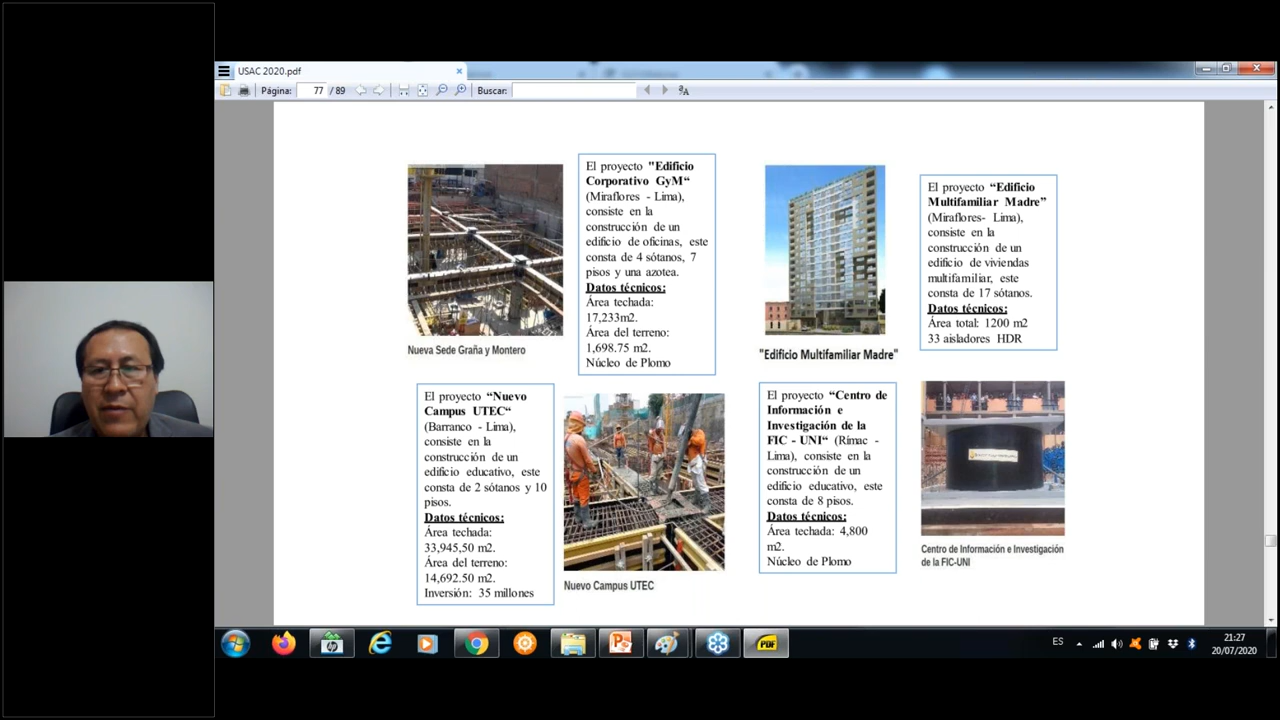 USAC 2020.pdf
Página: 77 / 89 Buscar:
El proyecto "Edificio
Corporativo GyM“
(Miraflores - Lima),
consiste en la
construcción de un
edificio de oficinas, este
consta de 4 sótanos, 7
pisos y una azotea.
Datos técnicos:
Área techada:
17,233m2.
Área del terreno:
1,698.75 m2.
Núcleo de Plomo
Nueva Sede Graña y Montero
El proyecto “Edificio
Multifamiliar Madre”
(Miraflores- Lima),
consiste en la
construcción de un
edificio de viviendas
multifamiliar, este
consta de 17 sótanos.
Datos técnicos:
Área total: 1200 m2
33 aisladores HDR
"Edificio Multifamiliar Madre"
El proyecto “Nuevo
Campus UTEC“
(Barranco - Lima),
consiste en la
construcción de un
edificio educativo, este
consta de 2 sótanos y 10
pisos.
Datos técnicos:
Área techada:
33,945,50 m2.
Área del terreno:
14,692.50 m2.
Inversión: 35 millones
Nuevo Campus UTEC
El proyecto “Centro de
Información e
Investigación de la
FIC - UNI“ (Rímac -
Lima), consiste en la
construcción de un
edificio educativo, este
consta de 8 pisos.
Datos técnicos:
Área techada: 4,800
m2.
Núcleo de Plomo
Centro de Información e Investigación
de la FIC-UNI
ES
21:27
20/07/2020
PDF